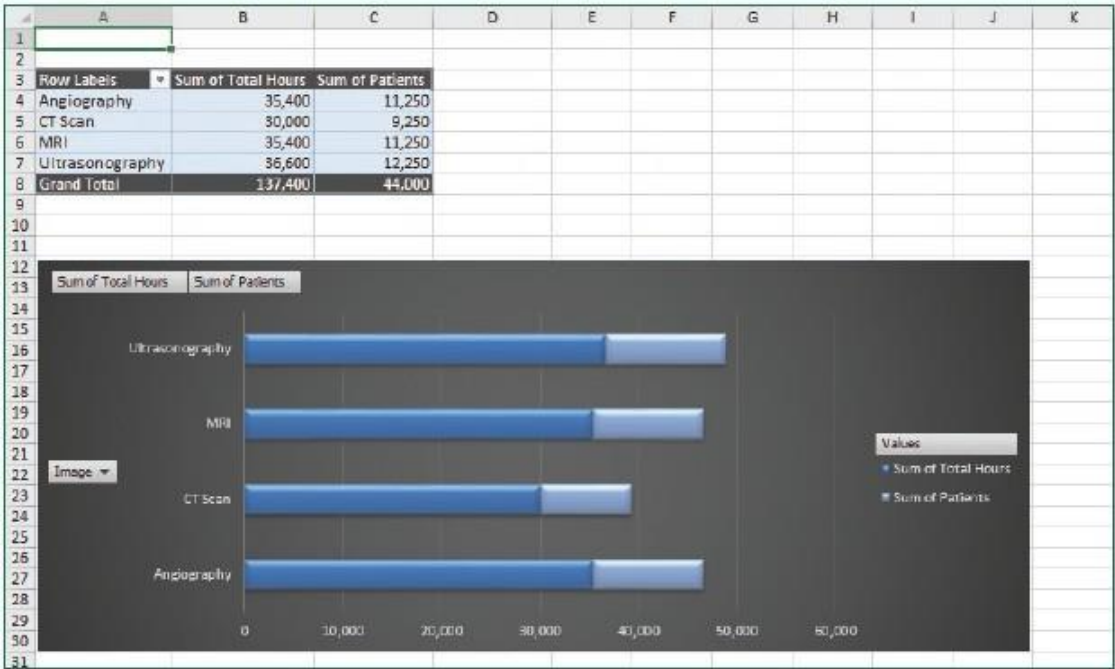 A B C D E F G H I J K
1
2
3 Row Labels Sum of Total Hours Sum of Patients
4 Angiography 35,400 11,250
5 CT Scan 30,000 9,250
6 MRI 35,400 11,250
7 Ultrasonography 36,600 12,250
8 Grand Total 137,400 44,000
9
10
11
12
13
14
15
16
17
18
19
20
21
22
23
24
25
26
27
28
29
30
31
Sum of Total Hours Sum of Patients
Ultrasonography
MRI
CT Scan
Angiography
Image
0 10,000 20,000 30,000 40,000 50,000 60,000
Values
Sum of Total Hours
Sum of Patients